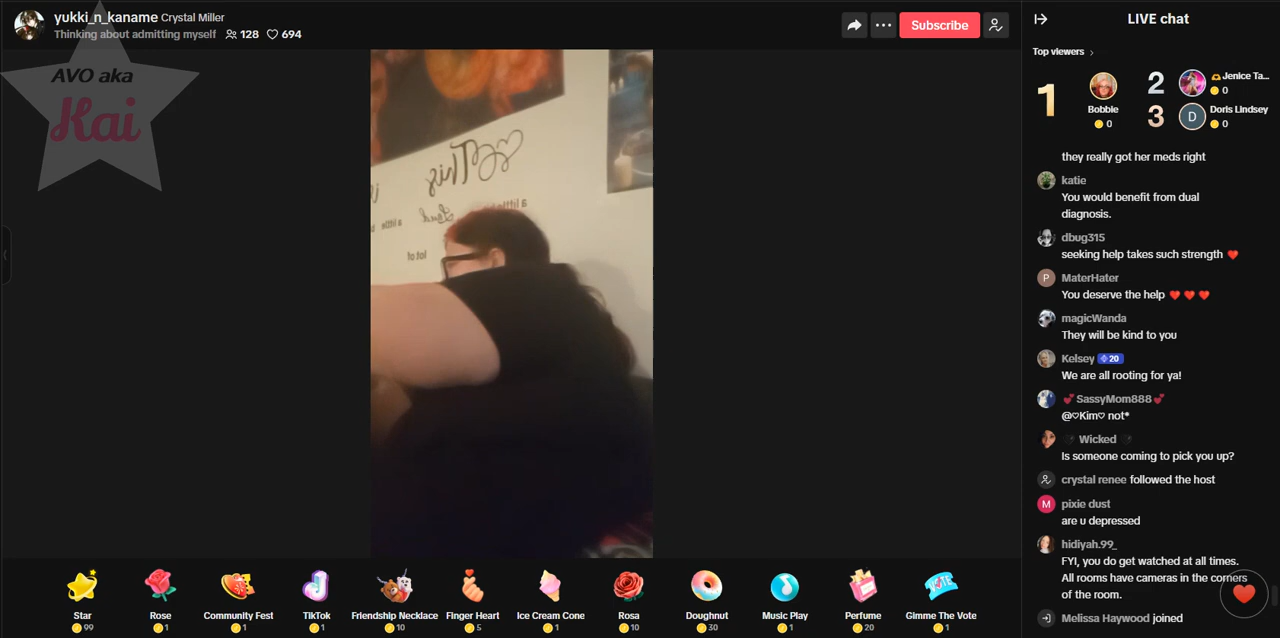 yukki_n_kaname Crystal Miller
Thinking about admitting myself 128 694
Subscribe
AVO aka
Kai
This
a little
Loud
a little
lot of
Star
99
Rose
1
Community Fest
1
TikTok
1
Friendship Necklace
10
Finger Heart
5
Ice Cream Cone
1
Rosa
10
Doughnut
30
Music Play
1
Perfume
20
Gimme The Vote
1
LIVE chat
Top viewers
1
Bobbie
0
2
Jenice Ta...
0
3
D
Doris Lindsey
0
they really got her meds right
katie
You would benefit from dual
diagnosis.
dbug315
seeking help takes such strength ❤️
P
MaterHater
You deserve the help ❤️ ❤️ ❤️
magicWanda
They will be kind to you
Kelsey 20
We are all rooting for ya!
💕SassyMom888💕
@♡Kim♡ not*
Wicked
Is someone coming to pick you up?
crystal renee followed the host
M
pixie dust
are u depressed
hidiyah.99_
FYI, you do get watched at all times.
All rooms have cameras in the corners
of the room.
Melissa Haywood joined